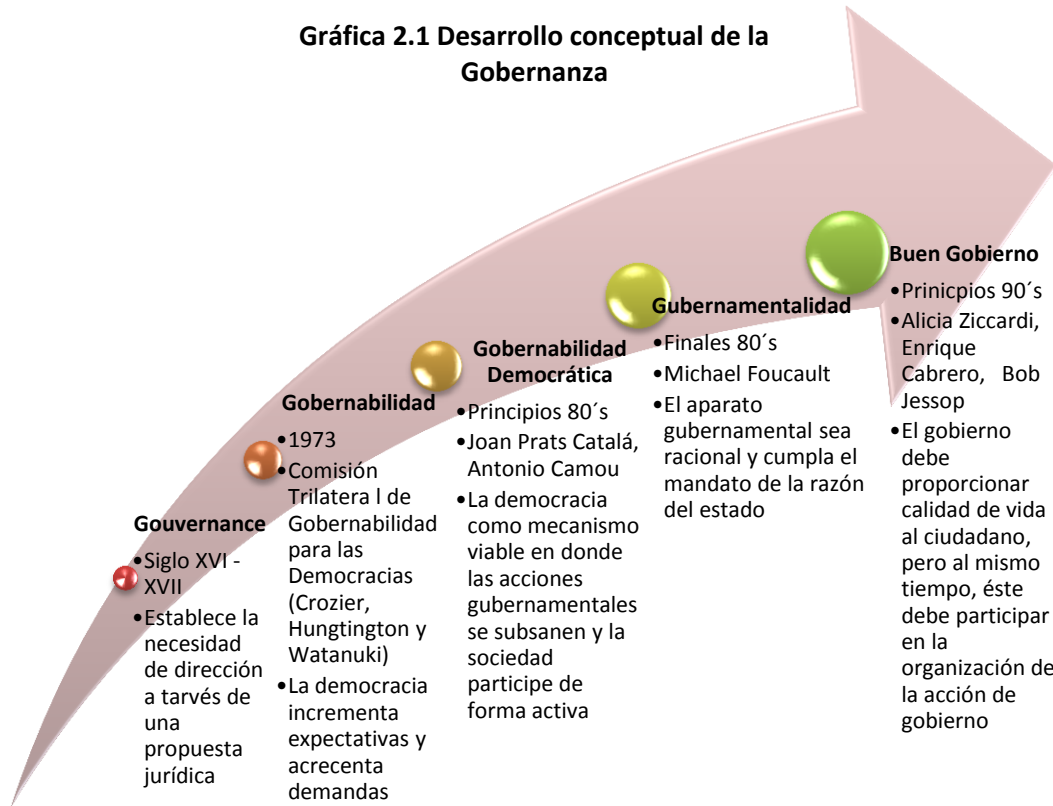 Gráfica 2.1 Desarrollo conceptual de la
Gobernanza
Gouvernance
•Siglo XVI -
XVII
•Establece la
necesidad
de dirección
a tarvés de
una
propuesta
jurídica
Gobernabilidad
•1973
•Comisión
Trilatera l de
Gobernabilidad
para las
Democracias
(Crozier,
Hungtington y
Watanuki)
•La democracia
incrementa
expectativas y
acrecenta
demandas
Gobernabilidad
Democrática
•Principios 80´s
•Joan Prats Catalá,
Antonio Camou
•La democracia
como mecanismo
viable en donde
las acciones
gubernamentales
se subsanen y la
sociedad
participe de
forma activa
Gubernamentalidad
•Finales 80´s
•Michael Foucault
•El aparato
gubernamental sea
racional y cumpla el
mandato de la razón
del estado
Buen Gobierno
•Prinicpios 90´s
•Alicia Ziccardi,
Enrique
Cabrero, Bob
Jessop
•El gobierno
debe
proporcionar
calidad de vida
al ciudadano,
pero al mismo
tiempo, éste
debe participar
en la
organización de
la acción de
gobierno